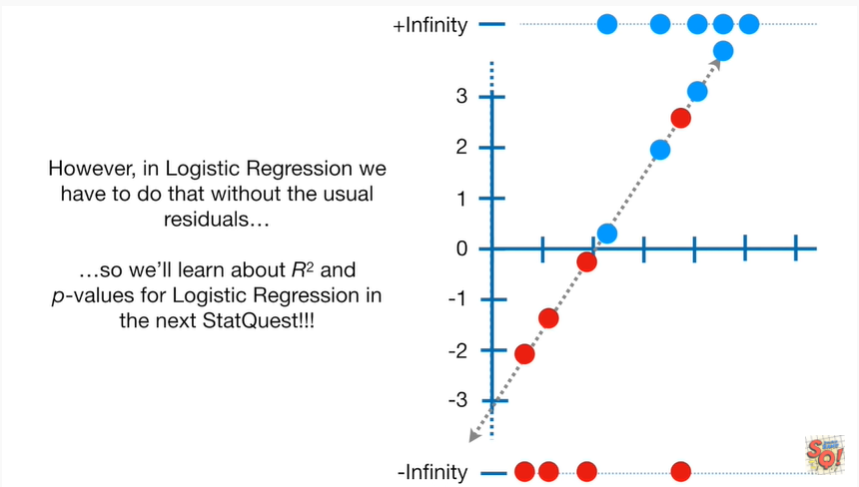 +Infinity
3
2
However, in Logistic Regression we
have to do that without the usual
residuals…
1
0
…so we’ll learn about R² and
p-values for Logistic Regression in
the next StatQuest!!!
-1
-2
-3
-Infinity
SQ!